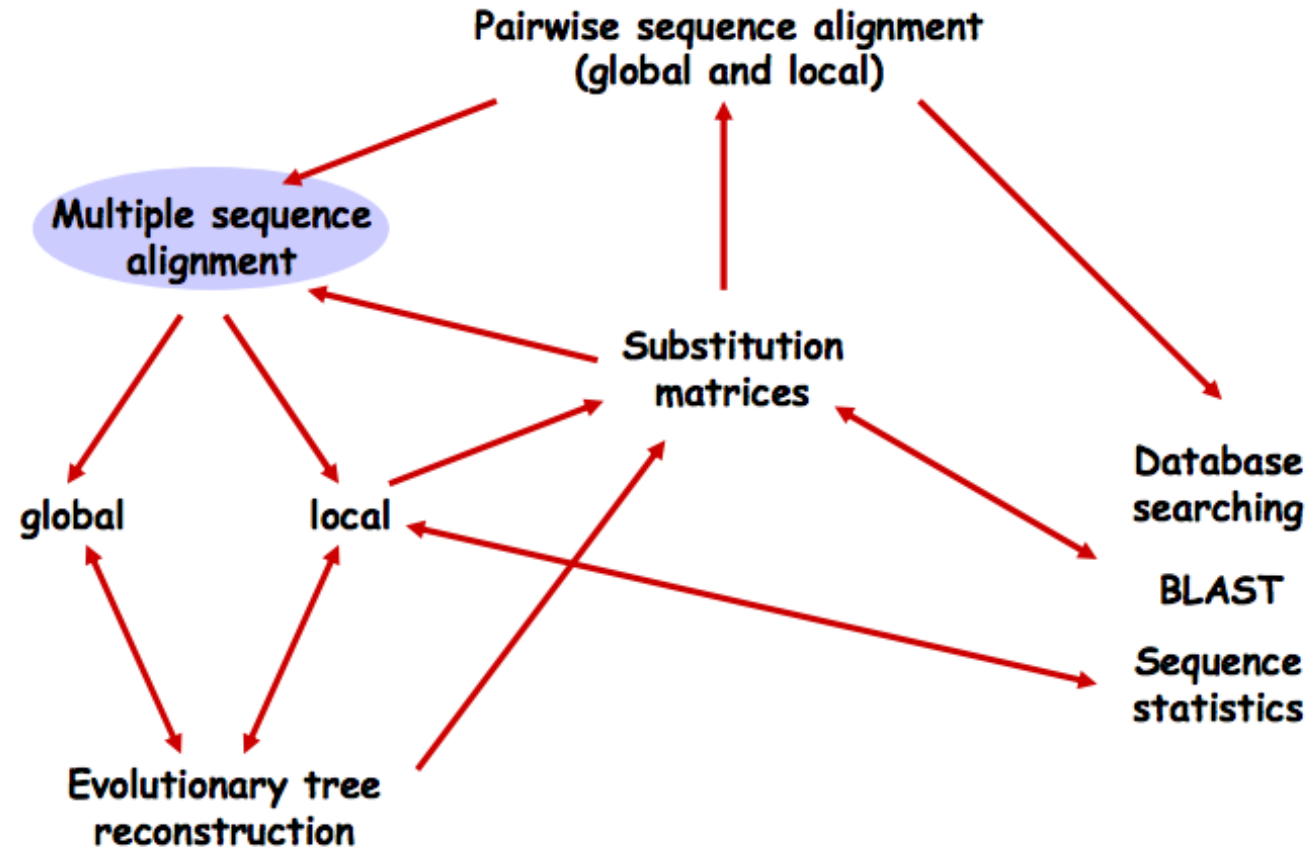 Pairwise sequence alignment
(global and local)
Multiple sequence
alignment
Substitution
matrices
global
local
Database
searching
BLAST
Sequence
statistics
Evolutionary tree
reconstruction